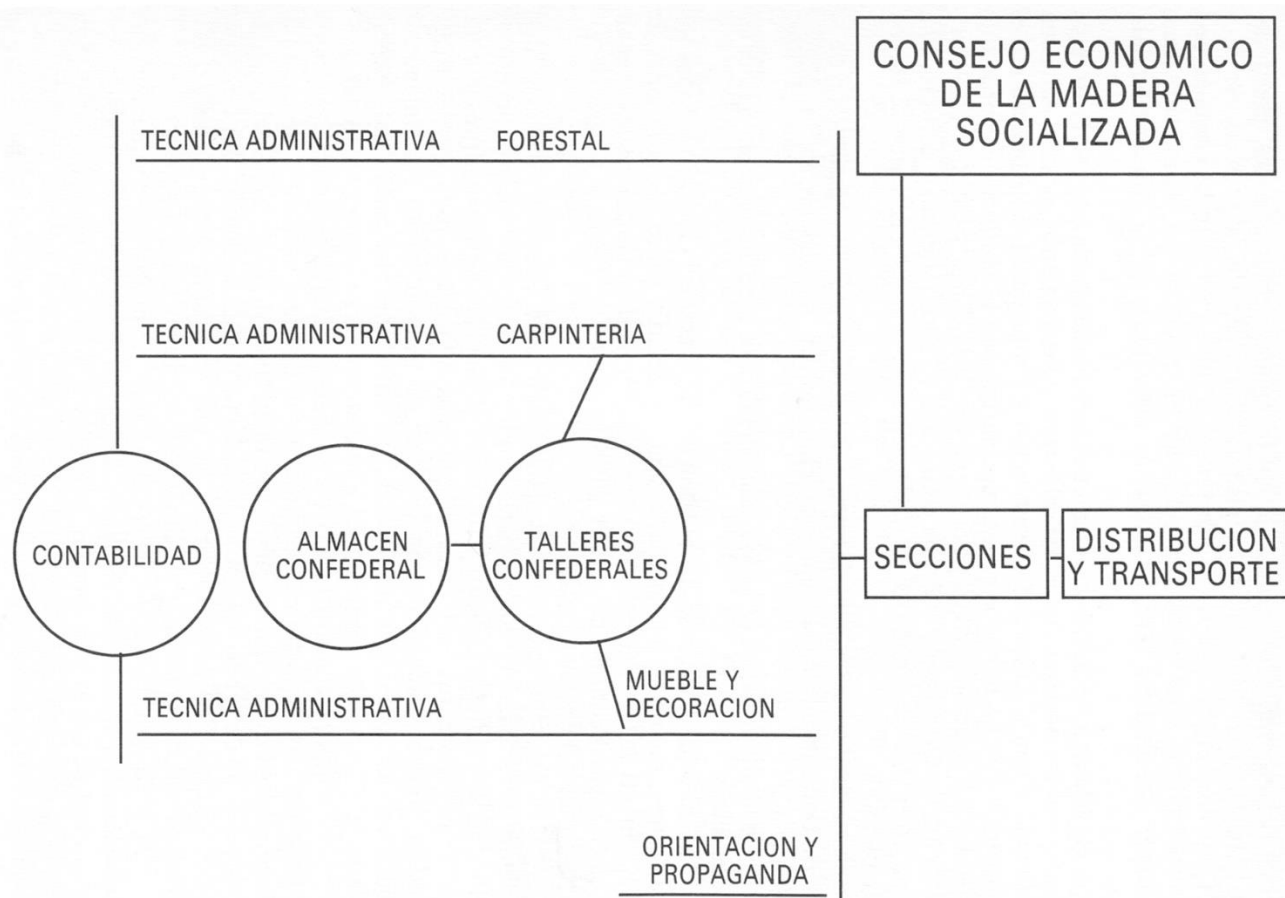 CONSEJO ECONOMICO
DE LA MADERA
SOCIALIZADA
TECNICA ADMINISTRATIVA FORESTAL
TECNICA ADMINISTRATIVA CARPINTERIA
CONTABILIDAD
ALMACEN
CONFEDERAL
TALLERES
CONFEDERALES
SECCIONES
DISTRIBUCION
Y TRANSPORTE
TECNICA ADMINISTRATIVA
MUEBLE Y
DECORACION
ORIENTACION Y
PROPAGANDA